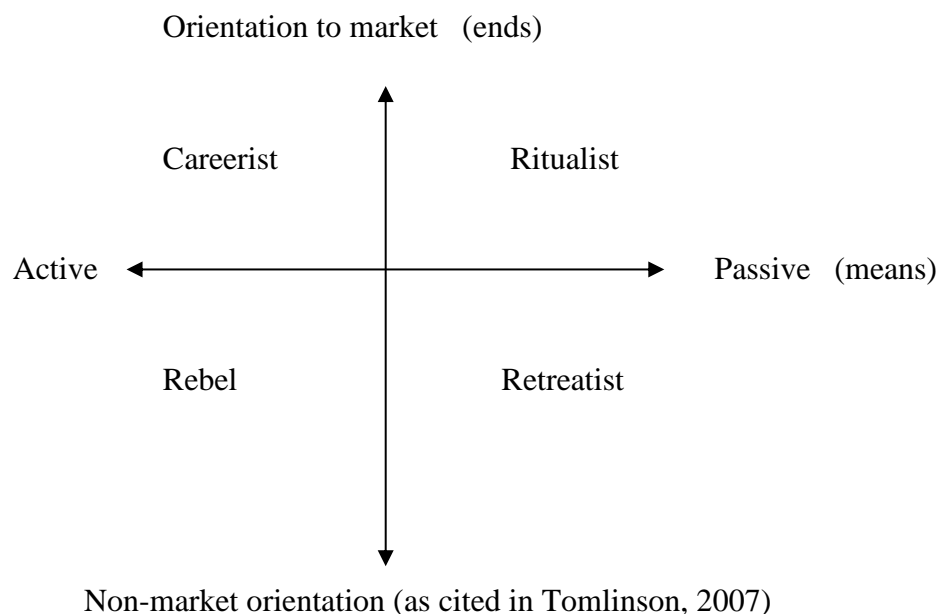 Orientation to market (ends)
Careerist Ritualist
Active Passive (means)
Rebel Retreatist
Non-market orientation (as cited in Tomlinson, 2007)